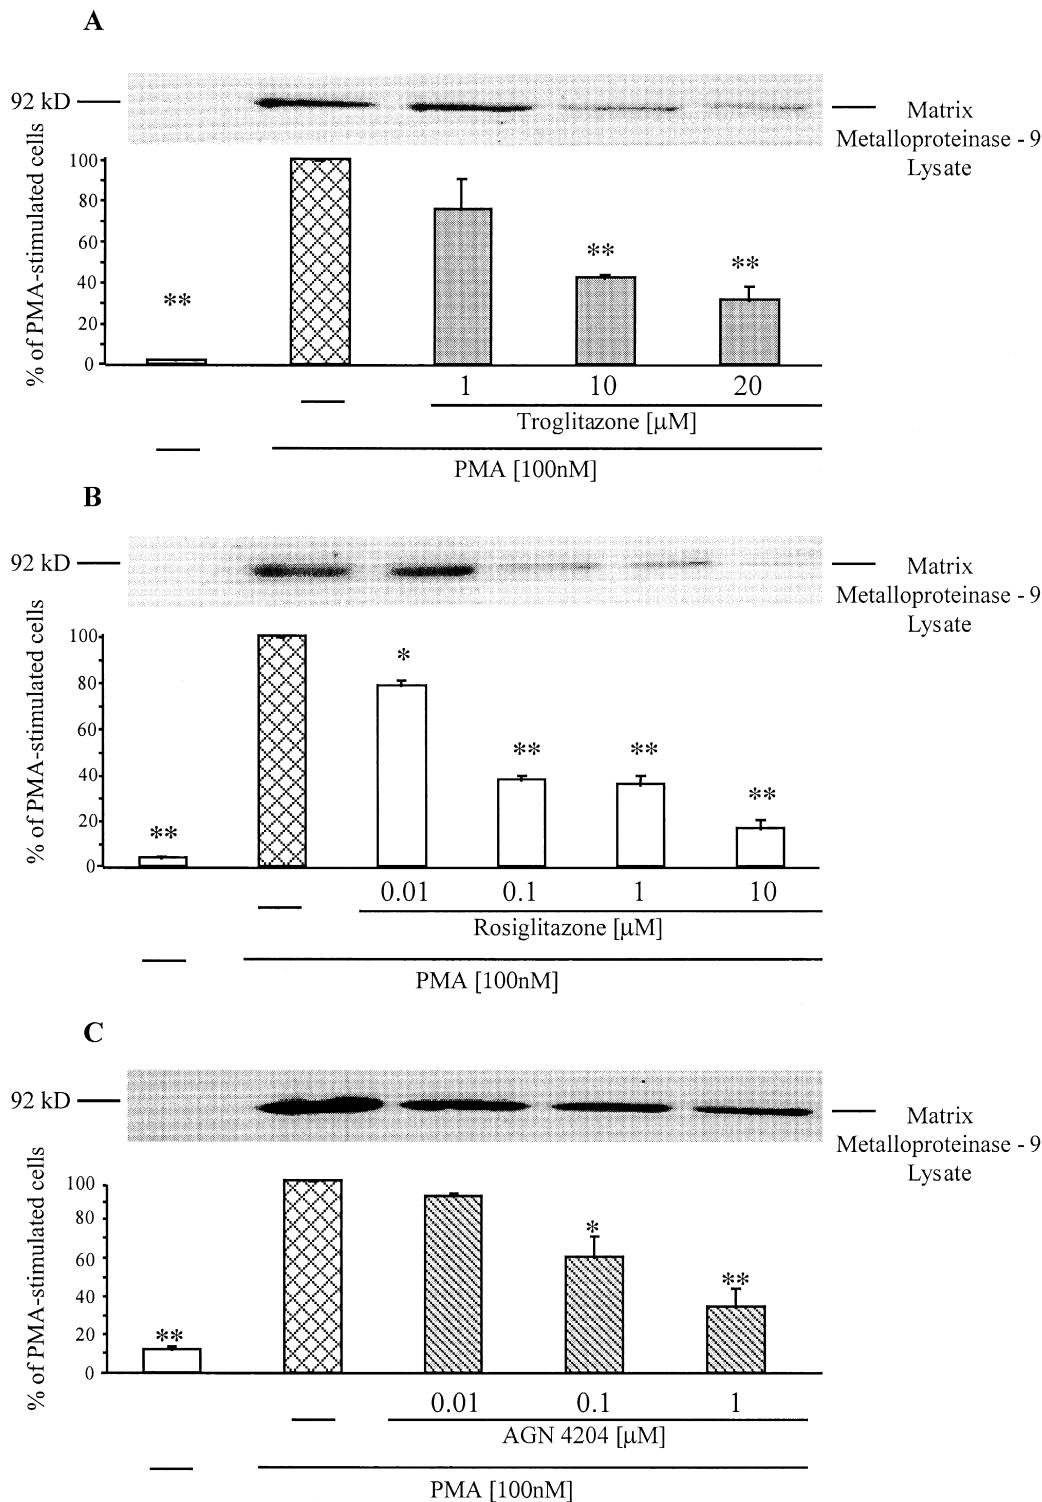 A
92 kD
Matrix
Metalloproteinase - 9
Lysate
% of PMA-stimulated cells
100
80
60
40
20
0
**
**
**
1 10 20
Troglitazone [μM]
PMA [100nM]
B
92 kD
Matrix
Metalloproteinase - 9
Lysate
% of PMA-stimulated cells
100
80
60
40
20
0
**
*
**
**
**
0.01 0.1 1 10
Rosiglitazone [μM]
PMA [100nM]
C
92 kD
Matrix
Metalloproteinase - 9
Lysate
% of PMA-stimulated cells
100
80
60
40
20
0
**
*
**
0.01 0.1 1
AGN 4204 [μM]
PMA [100nM]